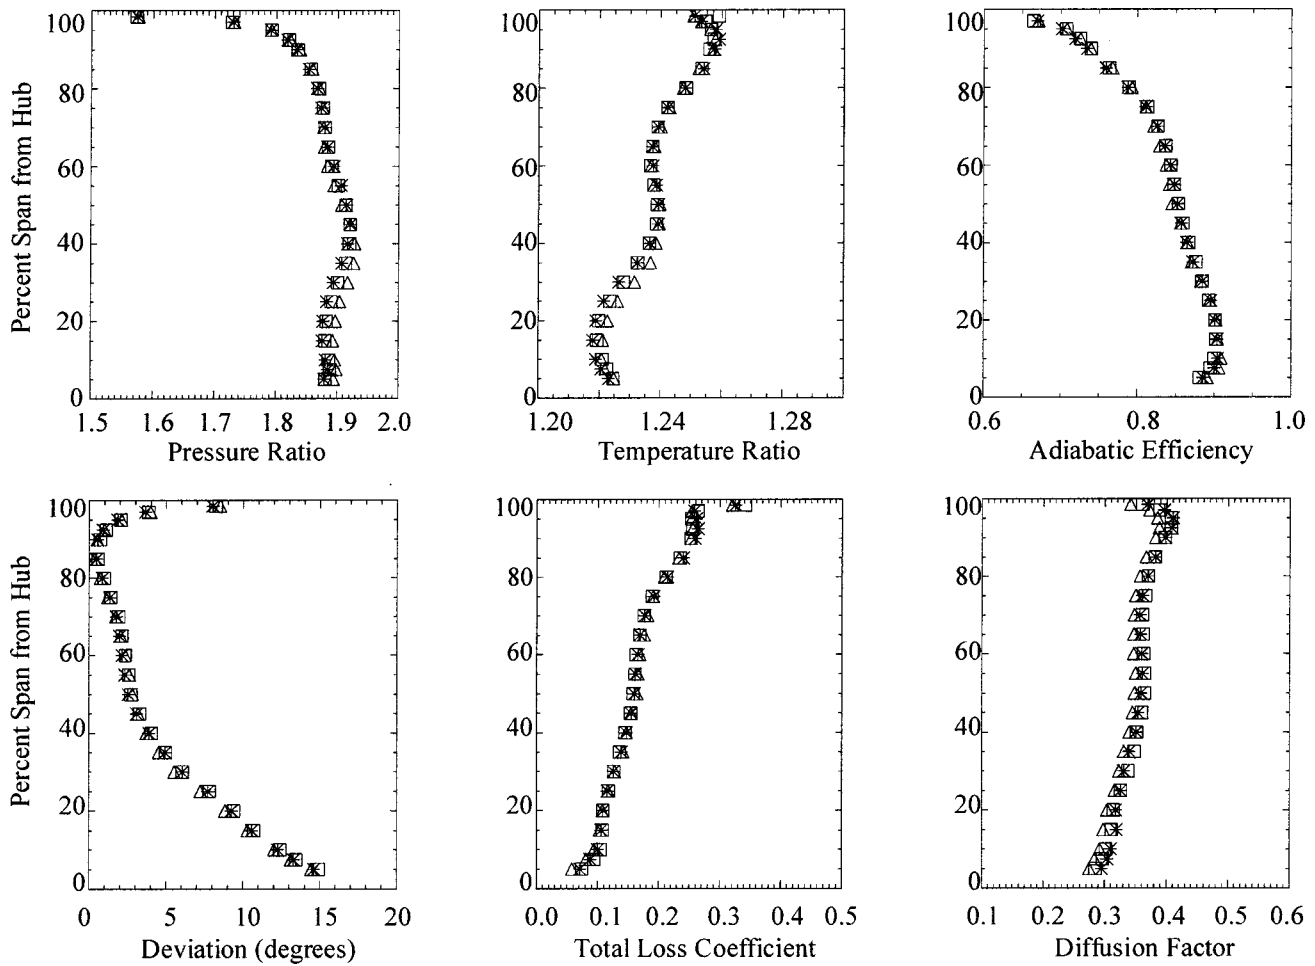 100
80
60
40
20
0
Percent Span from Hub
1.5 1.6 1.7 1.8 1.9 2.0
Pressure Ratio
100
80
60
40
20
0
1.20 1.24 1.28
Temperature Ratio
100
80
60
40
20
0
0.6 0.8 1.0
Adiabatic Efficiency
100
80
60
40
20
0
Percent Span from Hub
0 5 10 15 20
Deviation (degrees)
100
80
60
40
20
0
0.0 0.1 0.2 0.3 0.4 0.5
Total Loss Coefficient
100
80
60
40
20
0
0.1 0.2 0.3 0.4 0.5 0.6
Diffusion Factor